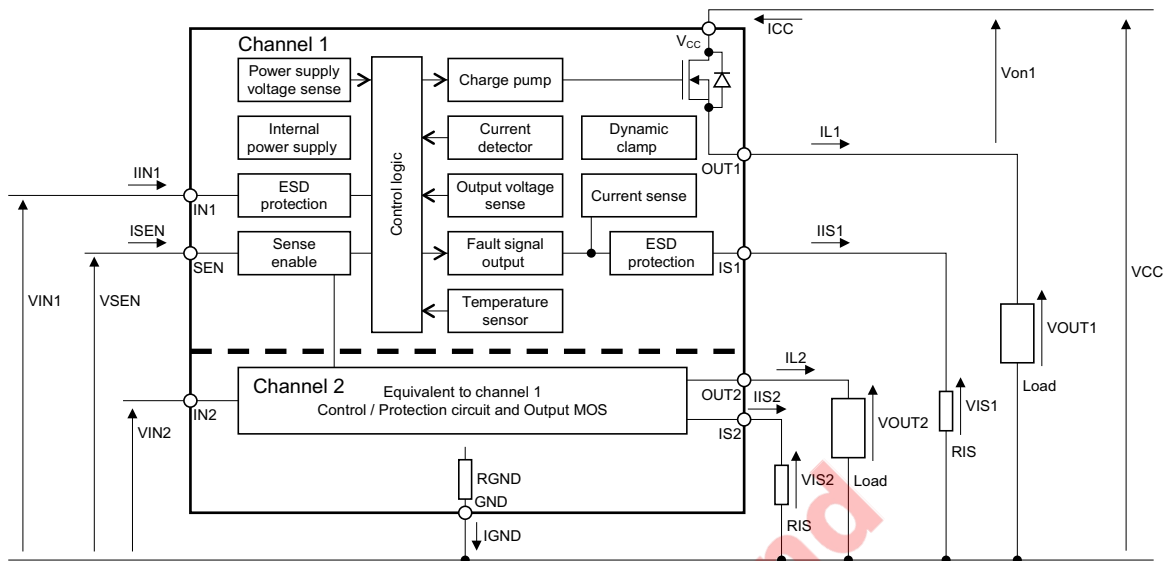 ICC
Channel 1
VCC
Von1
Power supply
voltage sense
Charge pump
Internal
power supply
Current
detector
Dynamic
clamp
IL1
OUT1
Control logic
IIN1
ESD
protection
Output voltage
sense
Current sense
IN1
ISEN
Sense
enable
Fault signal
output
ESD
protection
IIS1
SEN
IS1
VIN1
VSEN
VCC
Temperature
sensor
VOUT1
IL2
Channel 2
Equivalent to channel 1
Control / Protection circuit and Output MOS
OUT2
Load
IIS2
IN2
IS2
VIN2
VOUT2
VIS1
RIS
RGND
VIS2
Load
GND
RIS
IGND
nd